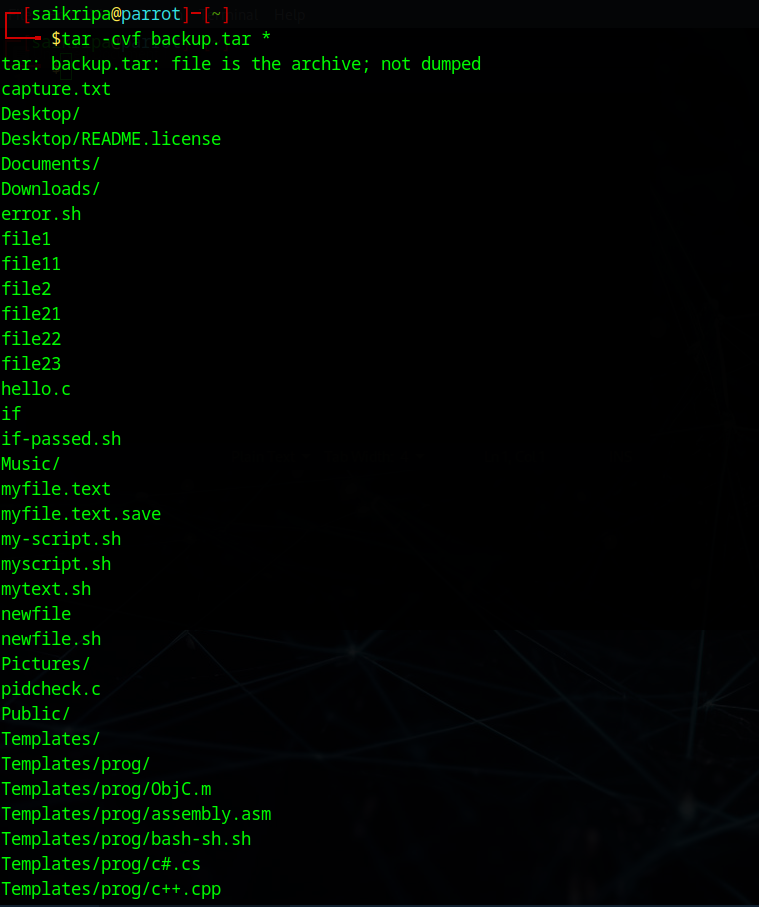 ┌─[saikripa@parrot]─[~]
└──╼ $tar -cvf backup.tar *
tar: backup.tar: file is the archive; not dumped
capture.txt
Desktop/
Desktop/README.license
Documents/
Downloads/
error.sh
file1
file11
file2
file21
file22
file23
hello.c
if
if-passed.sh
Music/
myfile.text
myfile.text.save
my-script.sh
myscript.sh
mytext.sh
newfile
newfile.sh
Pictures/
pidcheck.c
Public/
Templates/
Templates/prog/
Templates/prog/ObjC.m
Templates/prog/assembly.asm
Templates/prog/bash-sh.sh
Templates/prog/c#.cs
Templates/prog/c++.cpp